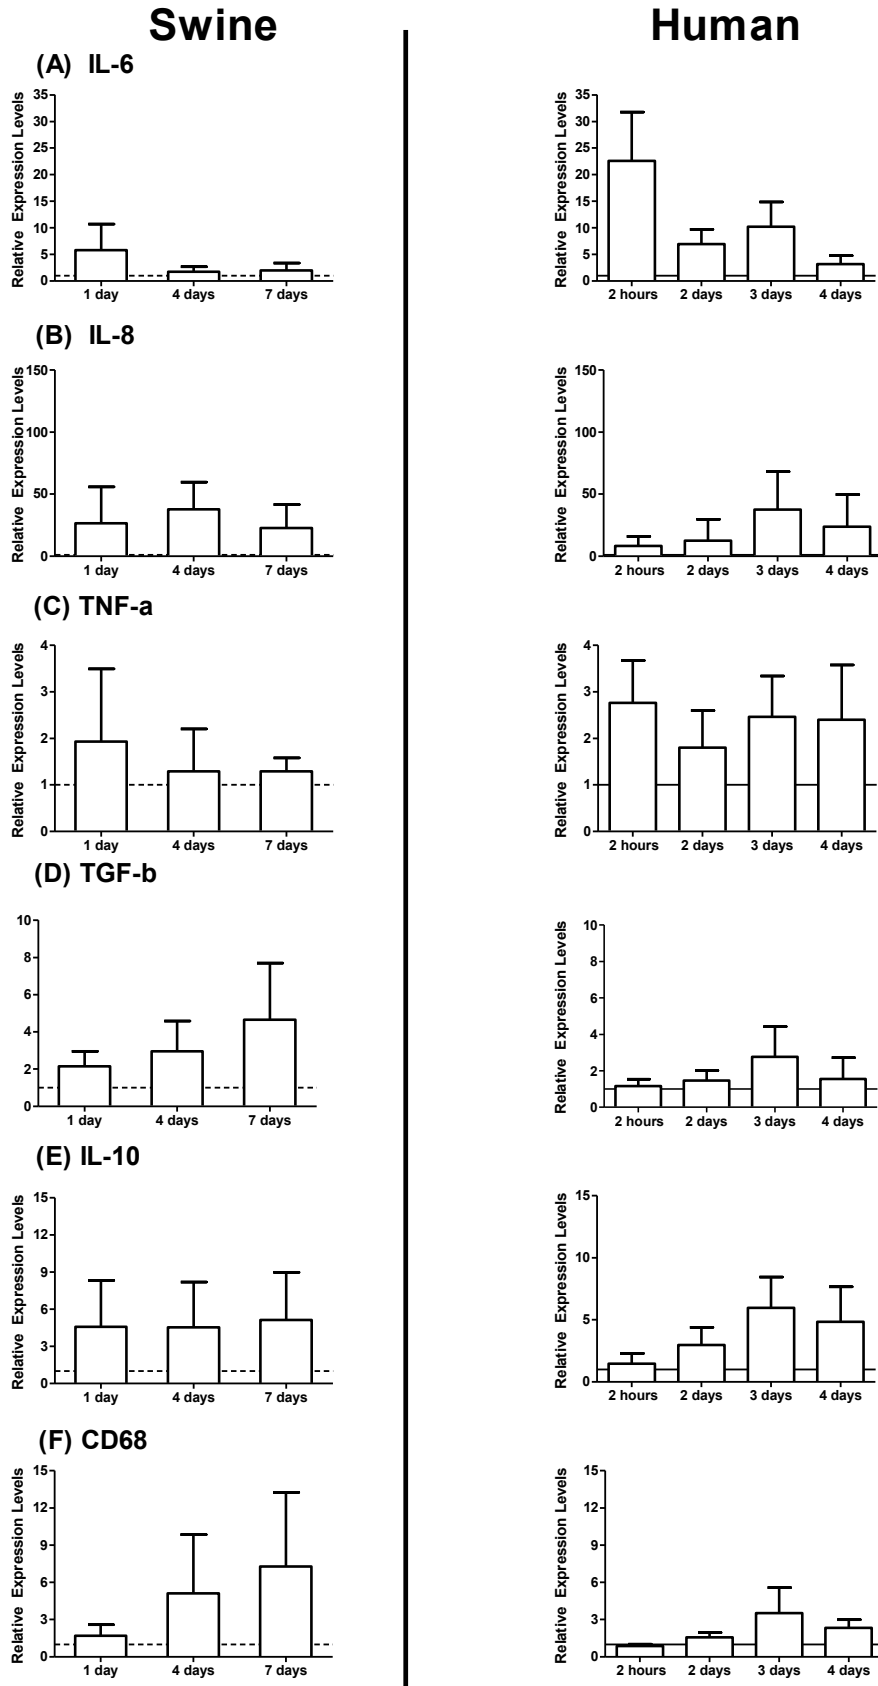 Swine
Human
(A) IL-6
Relative Expression Levels
35
30
25
20
15
10
5
0
1 day 4 days 7 days
Relative Expression Levels
35
30
25
20
15
10
5
0
2 hours 2 days 3 days 4 days
(B) IL-8
Relative Expression Levels
150
100
50
0
1 day 4 days 7 days
Relative Expression Levels
150
100
50
0
2 hours 2 days 3 days 4 days
(C) TNF-a
Relative Expression Levels
4
3
2
1
0
1 day 4 days 7 days
Relative Expression Levels
4
3
2
1
0
2 hours 2 days 3 days 4 days
(D) TGF-b
Relative Expression Levels
10
8
6
4
2
0
1 day 4 days 7 days
Relative Expression Levels
10
8
6
4
2
0
2 hours 2 days 3 days 4 days
(E) IL-10
Relative Expression Levels
15
12
9
6
3
0
1 day 4 days 7 days
Relative Expression Levels
15
10
5
0
2 hours 2 days 3 days 4 days
(F) CD68
Relative Expression Levels
15
12
9
6
3
0
1 day 4 days 7 days
Relative Expression Levels
15
12
9
6
3
0
2 hours 2 days 3 days 4 days